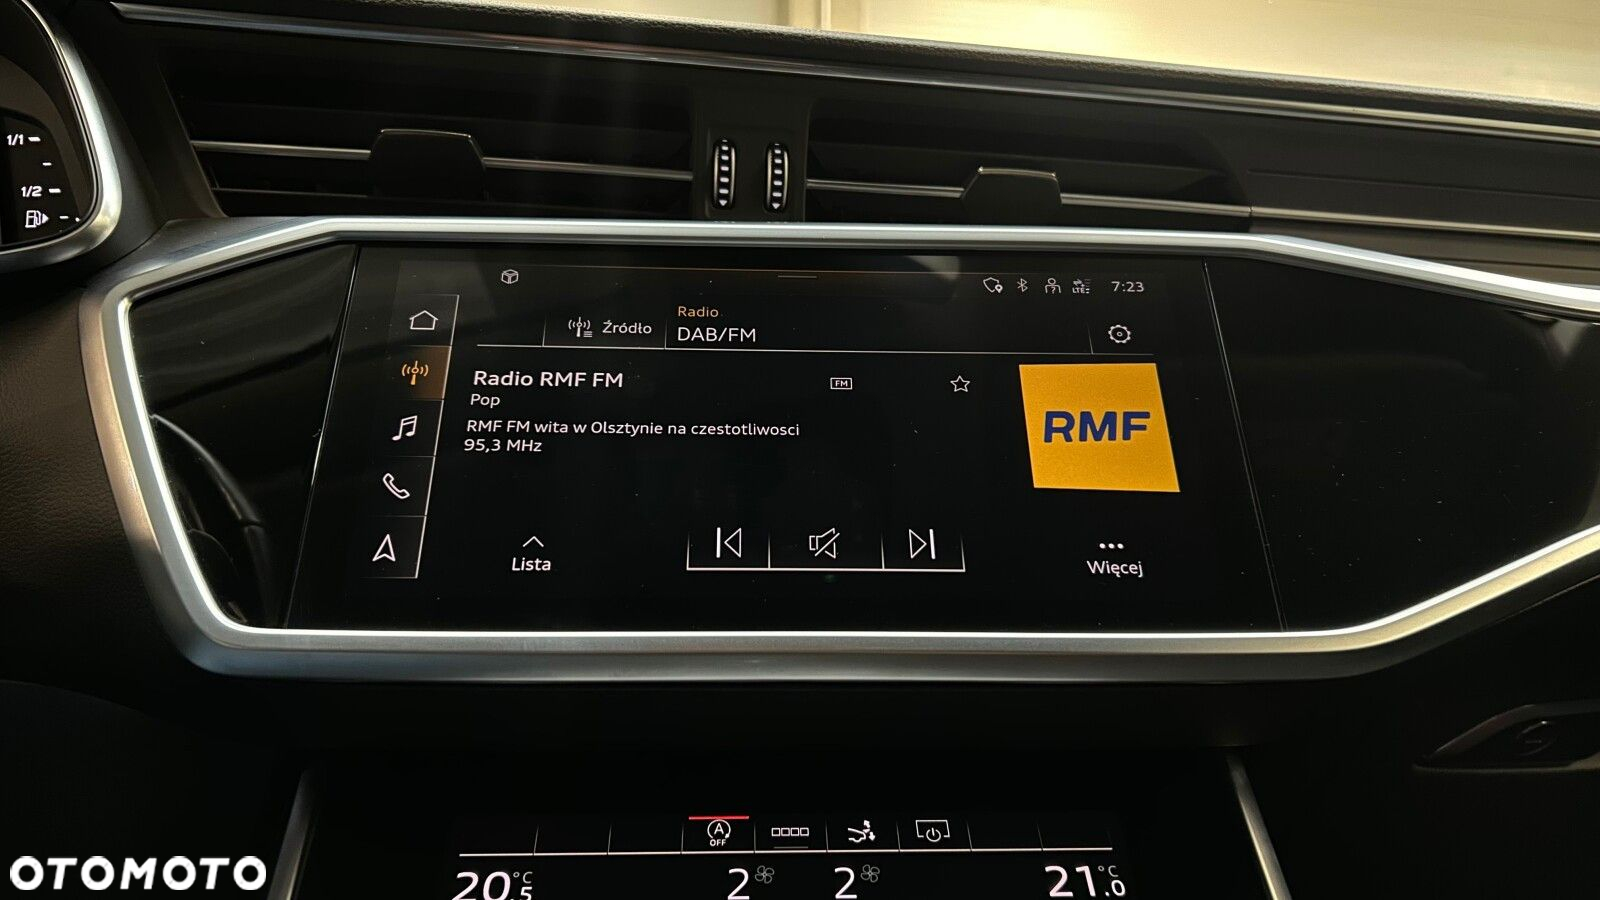 1/1
1/2
LTE
7:23
Źródło
Radio
DAB/FM
Radio RMF FM
FM
Pop
RMF FM wita w Olsztynie na czestotliwosci
95,3 MHz
RMF
Lista
Więcej
A
OFF
20.5 °C
2
2
21.0 °C
OTOMOTO